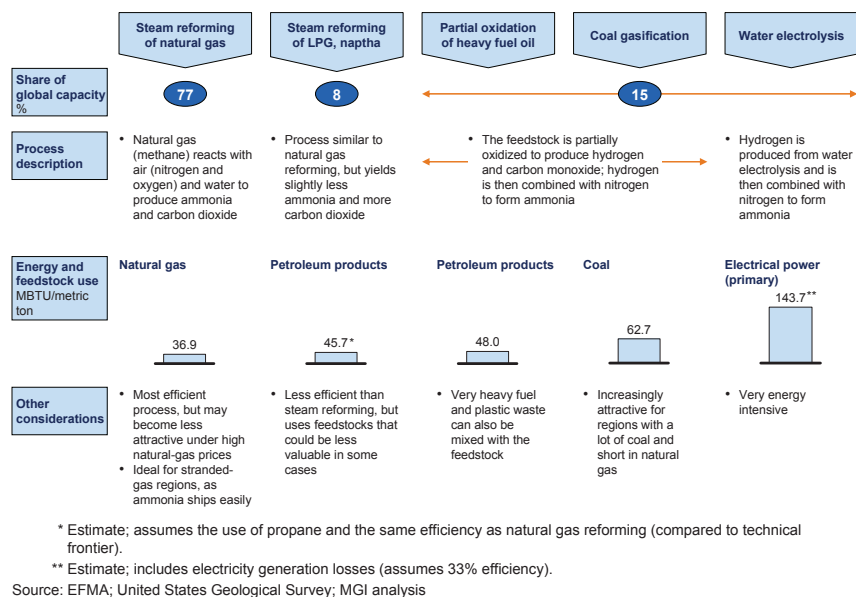 Steam reforming
of natural gas
Steam reforming
of LPG, naptha
Partial oxidation
of heavy fuel oil
Coal gasification
Water electrolysis
Share of
global capacity
%
77
8
15
Process
description
• Natural gas
(methane) reacts with
air (nitrogen and
oxygen) and water to
produce ammonia
and carbon dioxide
• Process similar to
natural gas
reforming, but yields
slightly less
ammonia and more
carbon dioxide
• The feedstock is partially
oxidized to produce hydrogen
and carbon monoxide; hydrogen
is then combined with nitrogen
to form ammonia
• Hydrogen is
produced from water
electrolysis and is
then combined with
nitrogen to form
ammonia
Energy and
feedstock use
MBTU/metric
ton
Natural gas
36.9
Petroleum products
45.7*
Petroleum products
48.0
Coal
62.7
Electrical power
(primary)
143.7**
Other
considerations
• Most efficient
process, but may
become less
attractive under high
natural-gas prices
• Ideal for stranded-
gas regions, as
ammonia ships easily
• Less efficient than
steam reforming, but
uses feedstocks that
could be less
valuable in some
cases
• Very heavy fuel
and plastic waste
can also be
mixed with the
feedstock
• Increasingly
attractive for
regions with a
lot of coal and
short in natural
gas
• Very energy
intensive
* Estimate; assumes the use of propane and the same efficiency as natural gas reforming (compared to technical
frontier).
** Estimate; includes electricity generation losses (assumes 33% efficiency).
Source: EFMA; United States Geological Survey; MGI analysis